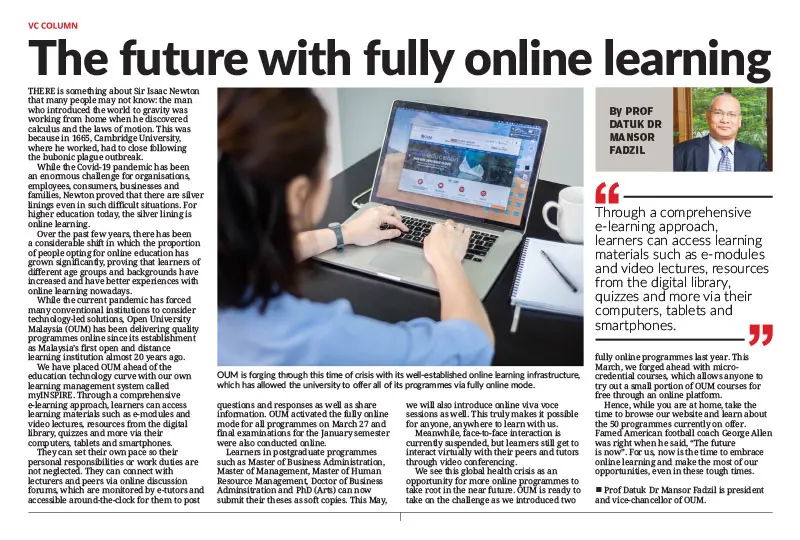 VC COLUMN
The future with fully online learning
THERE is something about Sir Isaac Newton
that many people may not know: the man
who introduced the world to gravity was
working from home when he discovered
calculus and the laws of motion. This was
because in 1665, Cambridge University,
where he worked, had to close following
the bubonic plague outbreak.
While the Covid-19 pandemic has been
an enormous challenge for organisations,
employees, consumers, businesses and
families, Newton proved that there are silver
linings even in such difficult situations. For
higher education today, the silver lining is
online learning.
Over the past few years, there has been
a considerable shift in which the proportion
of people opting for online education has
grown significantly, proving that learners of
different age groups and backgrounds have
increased and have better experiences with
online learning nowadays.
While the current pandemic has forced
many conventional institutions to consider
technology-led solutions, Open University
Malaysia (OUM) has been delivering quality
programmes online since its establishment
as Malaysia's first open and distance
learning institution almost 20 years ago.
We have placed OUM ahead of the
education technology curve with our own
learning management system called
myINSPIRE. Through a comprehensive
e-learning approach, learners can access
learning materials such as e-modules and
video lectures, resources from the digital
library, quizzes and more via their
computers, tablets and smartphones.
They can set their own pace so their
personal responsibilities or work duties are
not neglected. They can connect with
lecturers and peers via online discussion
forums, which are monitored by e-tutors and
accessible around-the-clock for them to post
OUM is forging through this time of crisis with its well-established online learning infrastructure,
which has allowed the university to offer all of its programmes via fully online mode.
questions and responses as well as share
information. OUM activated the fully online
mode for all programmes on March 27 and
final examinations for the January semester
were also conducted online.
Learners in postgraduate programmes
such as Master of Business Administration,
Master of Management, Master of Human
Resource Management, Doctor of Business
Adminsitration and PhD (Arts) can now
submit their theses as soft copies. This May,
we will also introduce online viva voce
sessions as well. This truly makes it possible
for anyone, anywhere to learn with us.
Meanwhile, face-to-face interaction is
currently suspended, but learners still get to
interact virtually with their peers and tutors
through video conferencing.
We see this global health crisis as an
opportunity for more online programmes to
take root in the near future. OUM is ready to
take on the challenge as we introduced two
By PROF
DATUK DR
MANSOR
FADZIL
“
Through a comprehensive
e-learning approach,
learners can access learning
materials such as e-modules
and video lectures, resources
from the digital library,
quizzes and more via their
computers, tablets and
smartphones.
”
fully online programmes last year. This
March, we forged ahead with micro-
credential courses, which allows anyone to
try out a small portion of OUM courses for
free through an online platform.
Hence, while you are at home, take the
time to browse our website and learn about
the 50 programmes currently on offer.
Famed American football coach George Allen
was right when he said, "The future
is now". For us, now is the time to embrace
online learning and make the most of our
opportunities, even in these tough times.
■ Prof Datuk Dr Mansor Fadzil is president
and vice-chancellor of OUM.